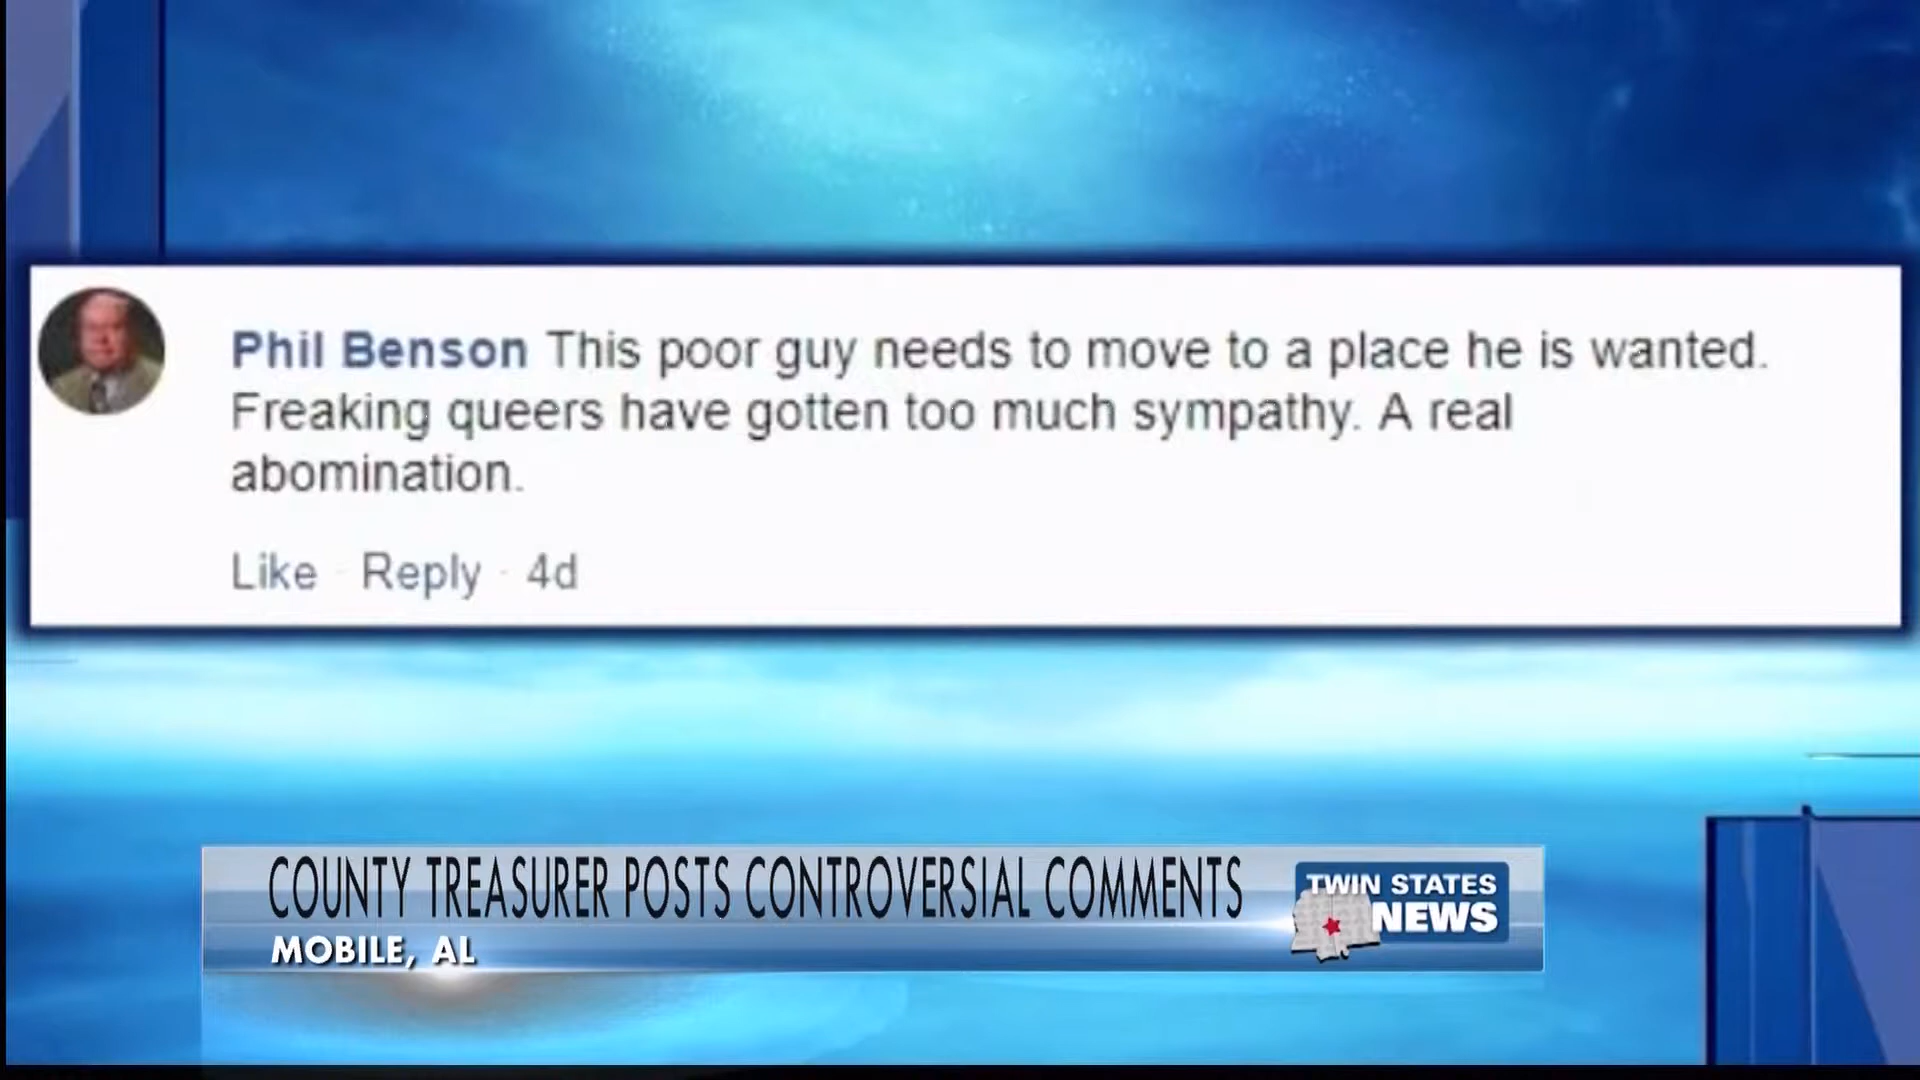 Phil Benson This poor guy needs to move to a place he is wanted.
Freaking queers have gotten too much sympathy. A real
abomination.
Like · Reply · 4d
COUNTY TREASURER POSTS CONTROVERSIAL COMMENTS
MOBILE, AL
TWIN STATES
NEWS